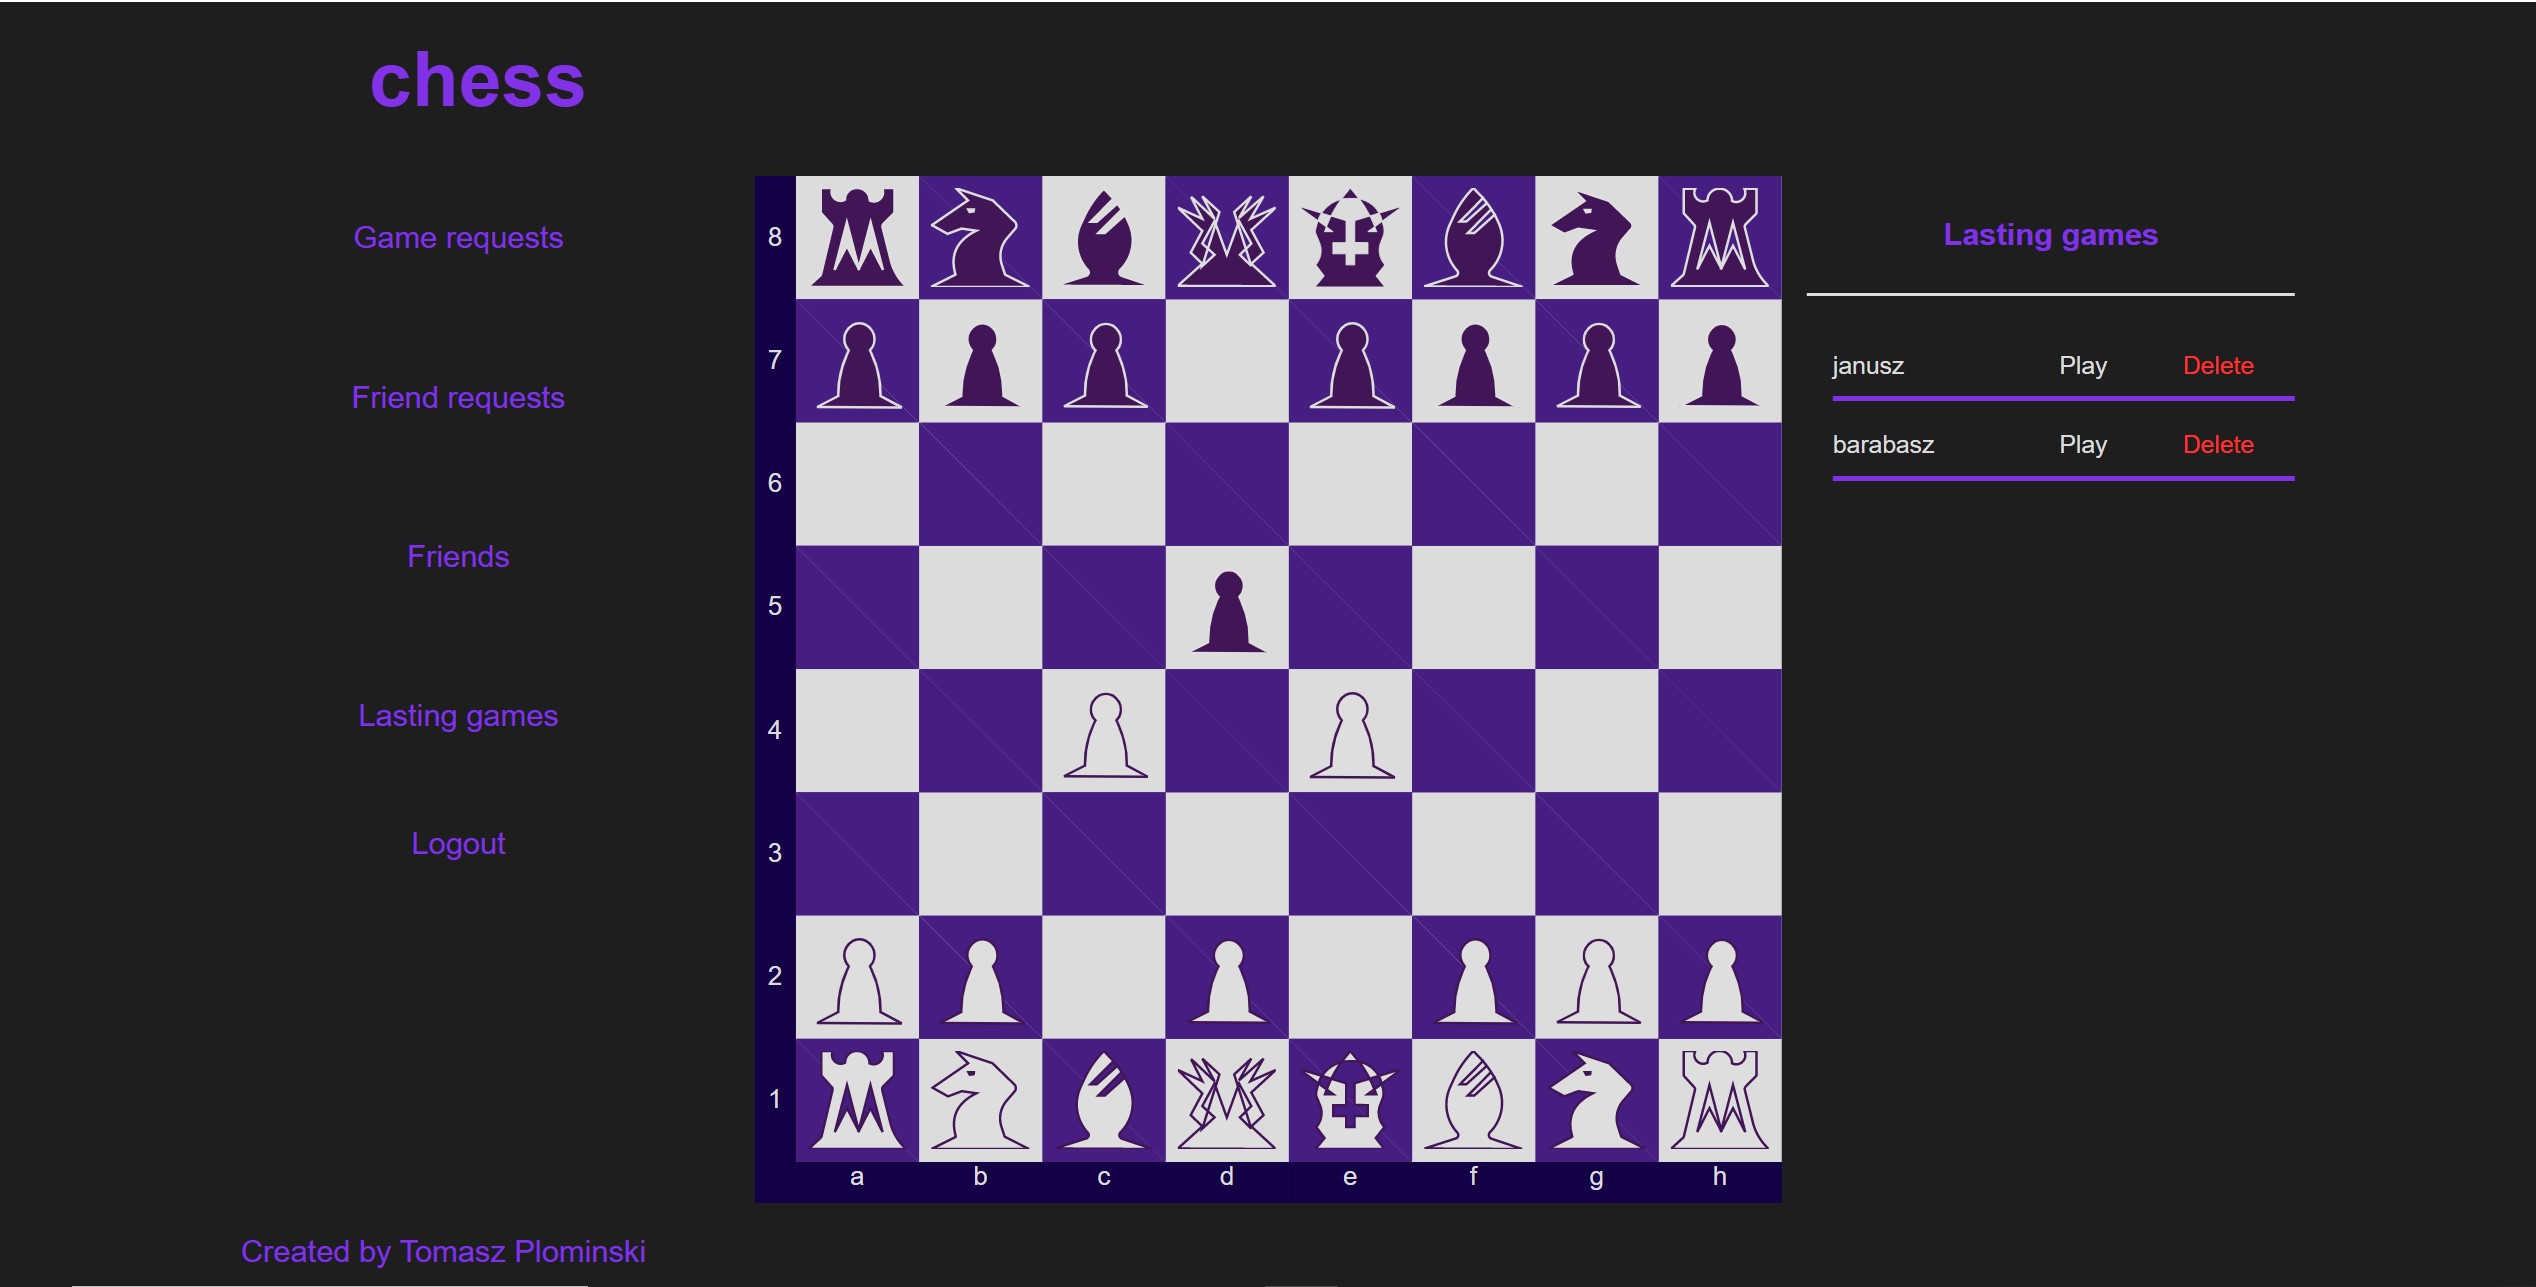 chess
Game requests
Friend requests
Friends
Lasting games
Logout
Created by Tomasz Plominski
8
7
6
5
4
3
2
1
a b c d e f g h
Lasting games
janusz Play Delete
barabasz Play Delete